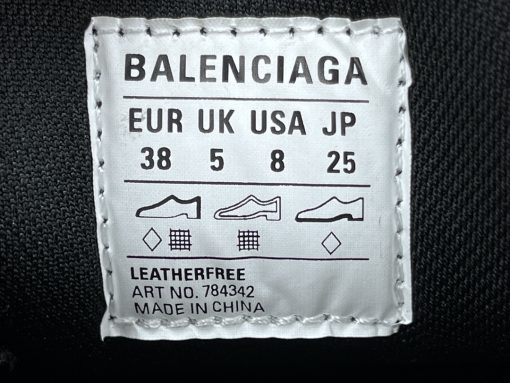 BALENCIAGA
EUR UK USA JP
38 5 8 25
LEATHERFREE
ART NO. 784342
MADE IN CHINA